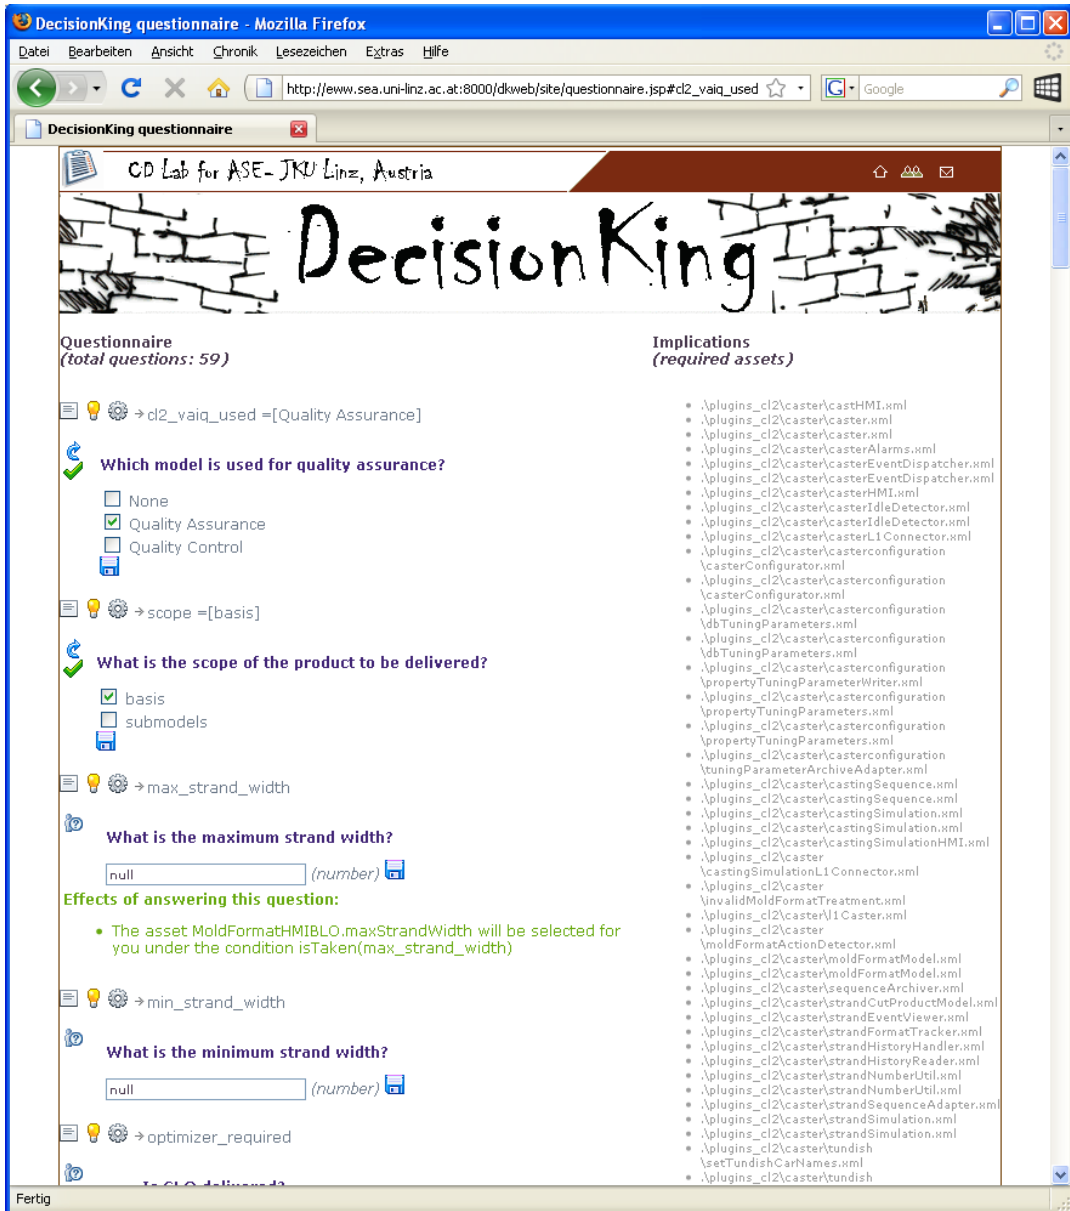 DecisionKing questionnaire - Mozilla Firefox
Datei Bearbeiten Ansicht Chronik Lesezeichen Extras Hilfe
http://ewww.sea.uni-linz.ac.at:8000/dkweb/site/questionnaire.jsp#cl2_vaiq_used
G Google
DecisionKing questionnaire
CD Lab for ASE- JKU Linz, Austria
DecisionKing
Questionnaire
(total questions: 59)
→cl2_vaiq_used =[Quality Assurance]
Which model is used for quality assurance?
None
Quality Assurance
Quality Control
→scope =[basis]
What is the scope of the product to be delivered?
basis
submodels
→max_strand_width
What is the maximum strand width?
null (number)
Effects of answering this question:
• The asset MoldFormatHMIBLO.maxStrandWidth will be selected for
you under the condition isTaken(max_strand_width)
→min_strand_width
What is the minimum strand width?
null (number)
→optimizer_required
Is CLO delivered?
Implications
(required assets)
• .\plugins_cl2\caster\castHMI.xml
• .\plugins_cl2\caster\caster.xml
• .\plugins_cl2\caster\caster.xml
• .\plugins_cl2\caster\casterAlarms.xml
• .\plugins_cl2\caster\casterEventDispatcher.xml
• .\plugins_cl2\caster\casterEventDispatcher.xml
• .\plugins_cl2\caster\casterHMI.xml
• .\plugins_cl2\caster\casterIdleDetector.xml
• .\plugins_cl2\caster\casterIdleDetector.xml
• .\plugins_cl2\caster\casterL1Connector.xml
• .\plugins_cl2\caster\casterconfiguration
\casterConfigurator.xml
• .\plugins_cl2\caster\casterconfiguration
\casterConfigurator.xml
• .\plugins_cl2\caster\casterconfiguration
\dbTuningParameters.xml
• .\plugins_cl2\caster\casterconfiguration
\dbTuningParameters.xml
• .\plugins_cl2\caster\casterconfiguration
\propertyTuningParameterWriter.xml
• .\plugins_cl2\caster\casterconfiguration
\propertyTuningParameters.xml
• .\plugins_cl2\caster\casterconfiguration
\propertyTuningParameters.xml
• .\plugins_cl2\caster\casterconfiguration
\tuningParameterArchiveAdapter.xml
• .\plugins_cl2\caster\castingSequence.xml
• .\plugins_cl2\caster\castingSequence.xml
• .\plugins_cl2\caster\castingSimulation.xml
• .\plugins_cl2\caster\castingSimulation.xml
• .\plugins_cl2\caster\castingSimulationHMI.xml
• .\plugins_cl2\caster
\castingSimulationL1Connector.xml
• .\plugins_cl2\caster
\invalidMoldFormatTreatment.xml
• .\plugins_cl2\caster\l1Caster.xml
• .\plugins_cl2\caster
\moldFormatActionDetector.xml
• .\plugins_cl2\caster\moldFormatModel.xml
• .\plugins_cl2\caster\moldFormatModel.xml
• .\plugins_cl2\caster\sequenceArchiver.xml
• .\plugins_cl2\caster\strandCutProductModel.xml
• .\plugins_cl2\caster\strandEventViewer.xml
• .\plugins_cl2\caster\strandFormatTracker.xml
• .\plugins_cl2\caster\strandHistoryHandler.xml
• .\plugins_cl2\caster\strandHistoryReader.xml
• .\plugins_cl2\caster\strandNumberUtil.xml
• .\plugins_cl2\caster\strandNumberUtil.xml
• .\plugins_cl2\caster\strandSequenceAdapter.xml
• .\plugins_cl2\caster\strandSimulation.xml
• .\plugins_cl2\caster\strandSimulation.xml
• .\plugins_cl2\caster\tundish
\setTundishCarNames.xml
• .\plugins_cl2\caster\tundish
Fertig